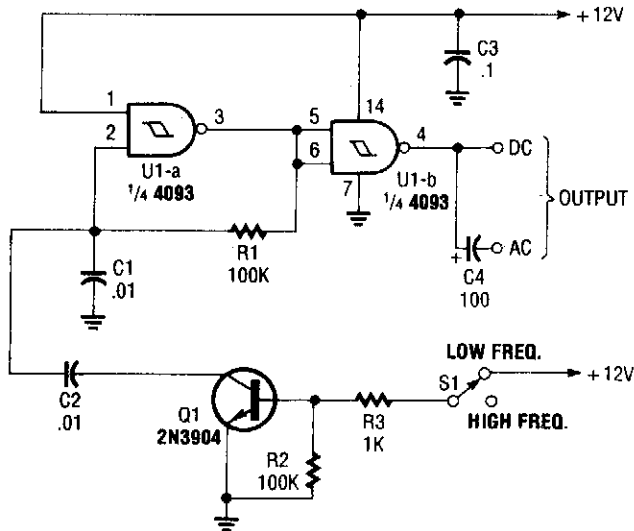 + 12V
C3
.1
1
2
3
U1-a
1/4 4093
5
6
14
7
4
U1-b
1/4 4093
DC
AC
OUTPUT
+
C4
100
R1
100K
C1
.01
C2
.01
Q1
2N3904
R2
100K
R3
1K
LOW FREQ.
S1
HIGH FREQ.
+ 12V